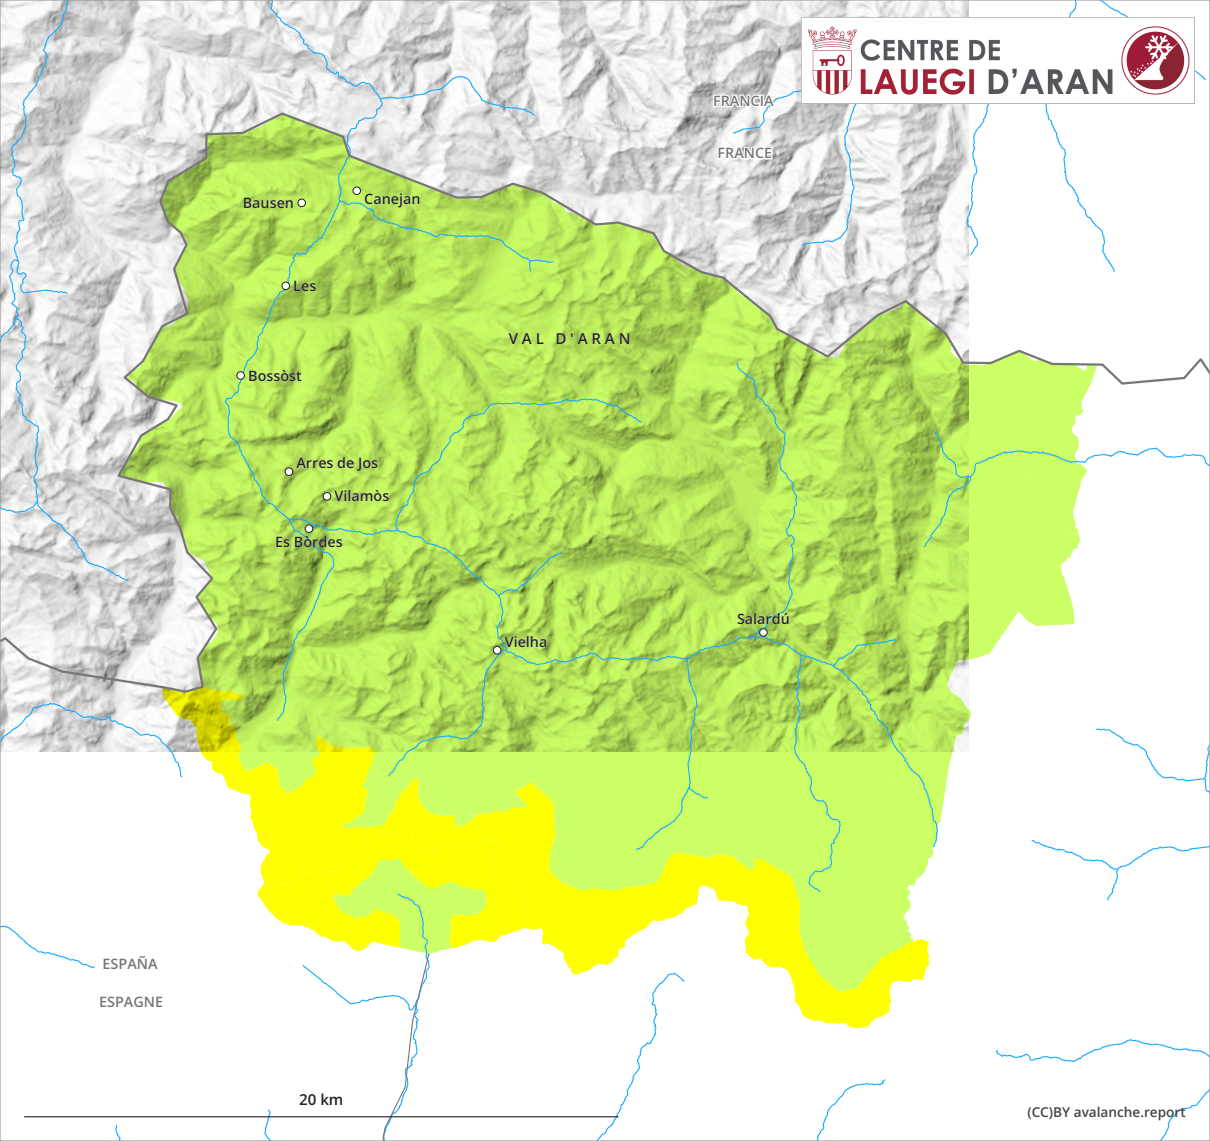 CENTRE DE
LAUEGI D'ARAN
FRANCIA
FRANCE
Bausen
Canejan
Les
VAL D'ARAN
Bossòst
Arres de Jos
Vilamòs
Es Bòrdes
Salardú
Vielha
ESPAÑA
ESPAGNE
20 km
(CC)BY avalanche.report